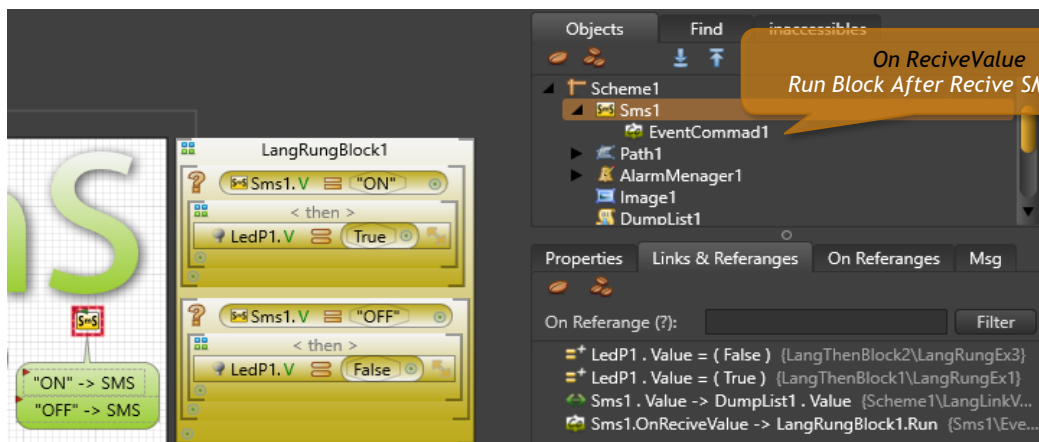 Objects Find inaccessibles
On ReciveValue
Run Block After Recive SM
Scheme1
Sms1
EventCommad1
Path1
AlarmMenager1
Image1
DumpList1
LangRungBlock1
Sms1.V = "ON"
< then >
LedP1.V = True
Sms1.V = "OFF"
< then >
LedP1.V = False
S
SmS
"ON" -> SMS
"OFF" -> SMS
Properties Links & Referanges On Referanges Msg
On Referange (?): Filter
LedP1 . Value = ( False ) {LangThenBlock2\LangRungEx3}
LedP1 . Value = ( True ) {LangThenBlock1\LangRungEx1}
Sms1 . Value -> DumpList1 . Value {Scheme1\LangLinkV...
Sms1.OnReciveValue -> LangRungBlock1.Run {Sms1\Eve...